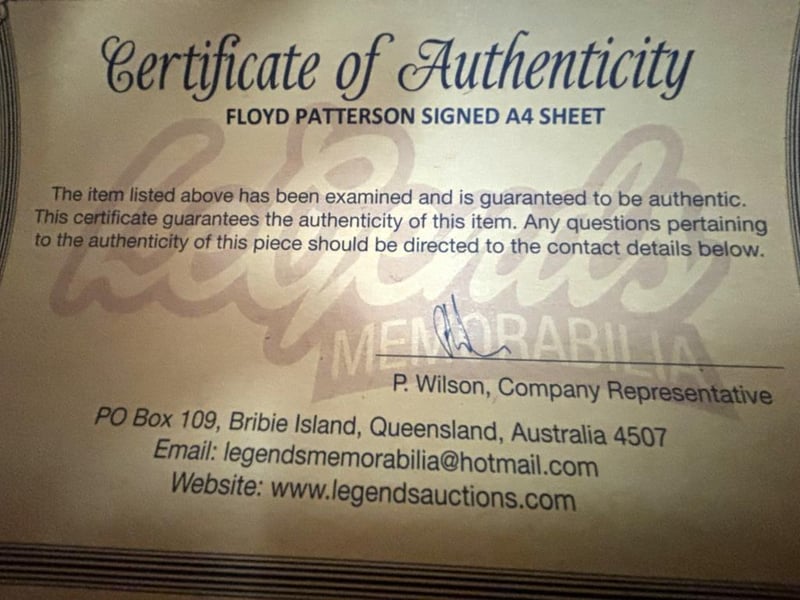 Certificate of Authenticity
FLOYD PATTERSON SIGNED A4 SHEET
The item listed above has been examined and is guaranteed to be authentic.
This certificate guarantees the authenticity of this item. Any questions pertaining
to the authenticity of this piece should be directed to the contact details below.
Legends
MEMORABILIA
P. Wilson, Company Representative
PO Box 109, Bribie Island, Queensland, Australia 4507
Email: legendsmemorabilia@hotmail.com
Website: www.legendsauctions.com